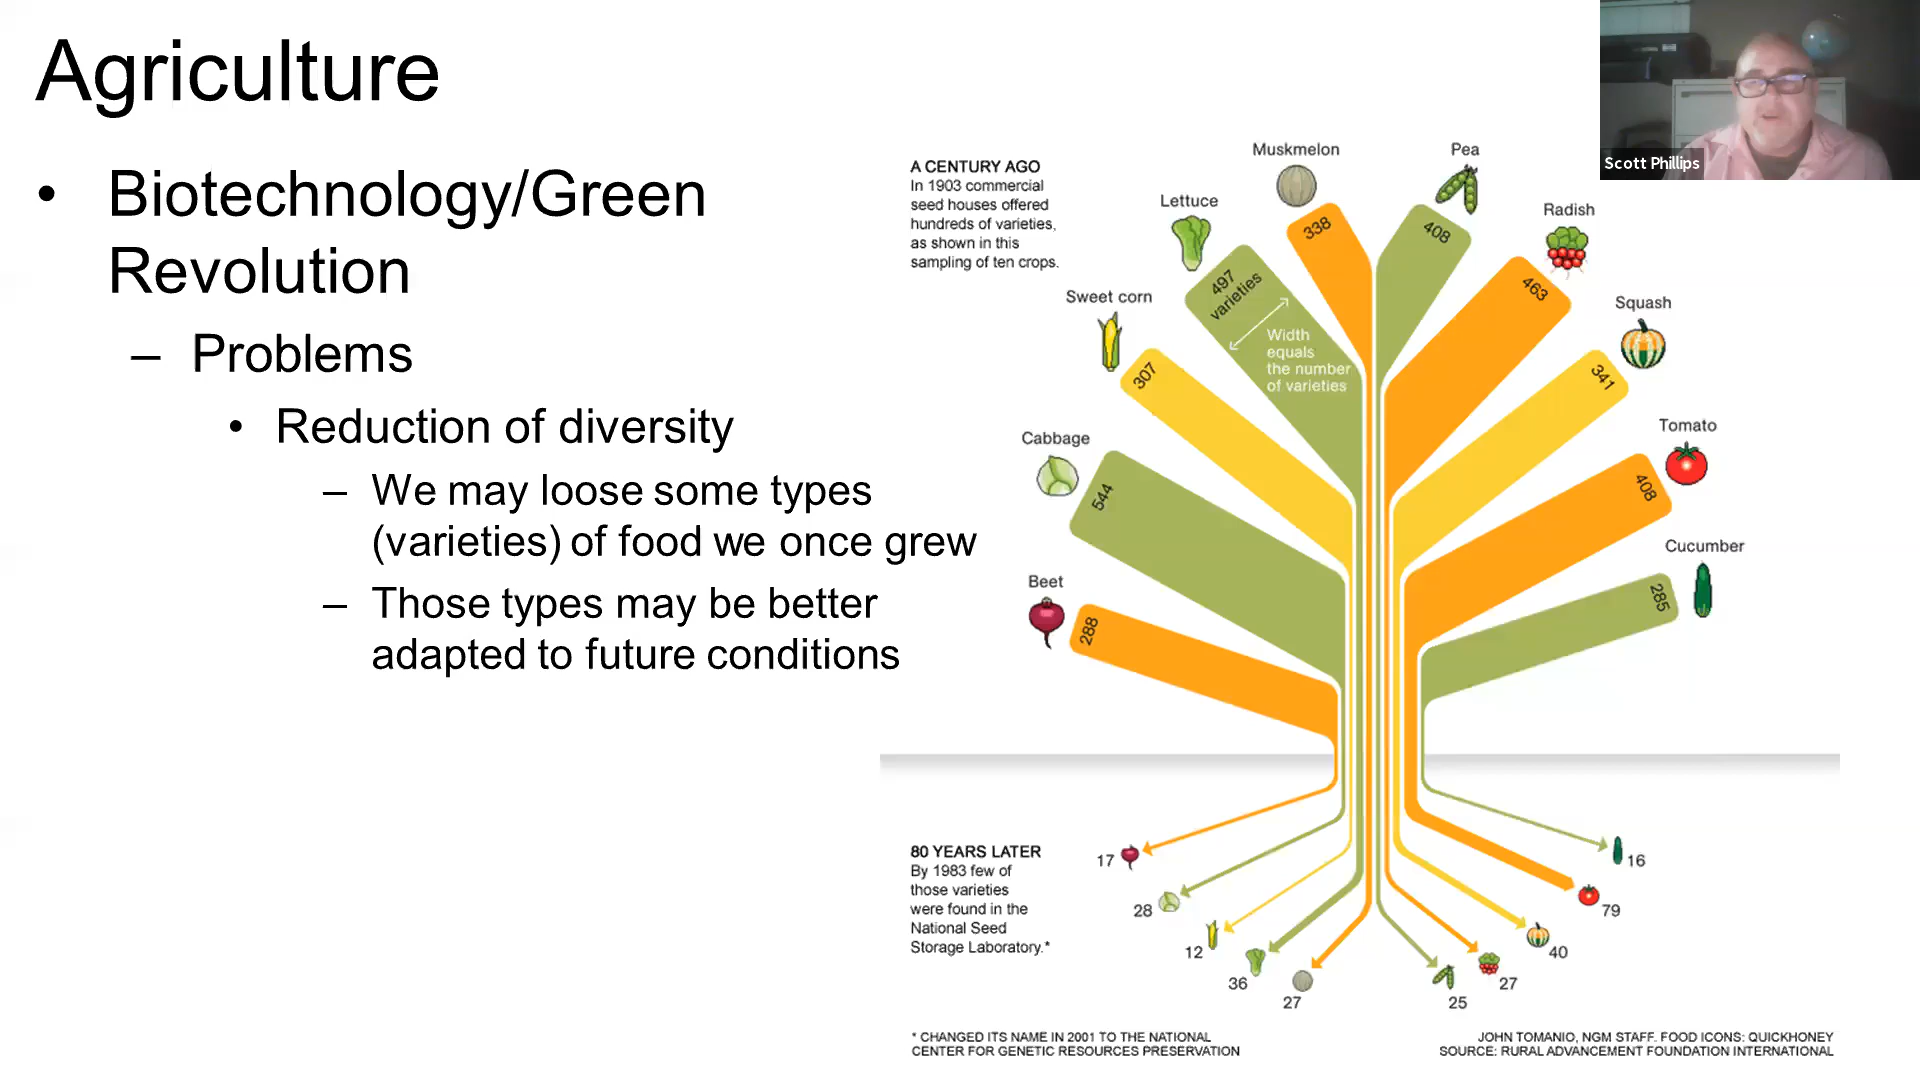 Agriculture
• Biotechnology/Green
Revolution
– Problems
• Reduction of diversity
– We may loose some types
(varieties) of food we once grew
– Those types may be better
adapted to future conditions
Scott Phillips
A CENTURY AGO
In 1903 commercial
seed houses offered
hundreds of varieties,
as shown in this
sampling of ten crops.
Muskmelon
338
Pea
408
Lettuce
497
varieties
Width
equals
the number
of varieties
Radish
463
Sweet corn
307
Squash
341
Cabbage
544
Tomato
408
Beet
288
Cucumber
285
80 YEARS LATER
By 1983 few of
those varieties
were found in the
National Seed
Storage Laboratory.*
17
28
12
36
27
25
27
40
79
16
* CHANGED ITS NAME IN 2001 TO THE NATIONAL
CENTER FOR GENETIC RESOURCES PRESERVATION
JOHN TOMANIO, NGM STAFF. FOOD ICONS: QUICKHONEY
SOURCE: RURAL ADVANCEMENT FOUNDATION INTERNATIONAL